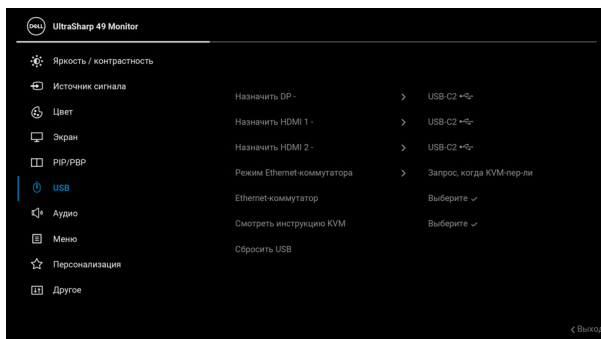 DELL UltraSharp 49 Monitor
Яркость / контрастность
Источник сигнала
Назначить DP - USB-C2
Цвет
Назначить HDMI 1 - USB-C2
Экран
Назначить HDMI 2 - USB-C2
PIP/PBP
Режим Ethernet-коммутатора Запрос, когда KVM-пер-ли
USB
Ethernet-коммутатор Выберите
Аудио
Смотреть инструкцию KVM Выберите
Меню
Сбросить USB
Персонализация
Другое
Выход